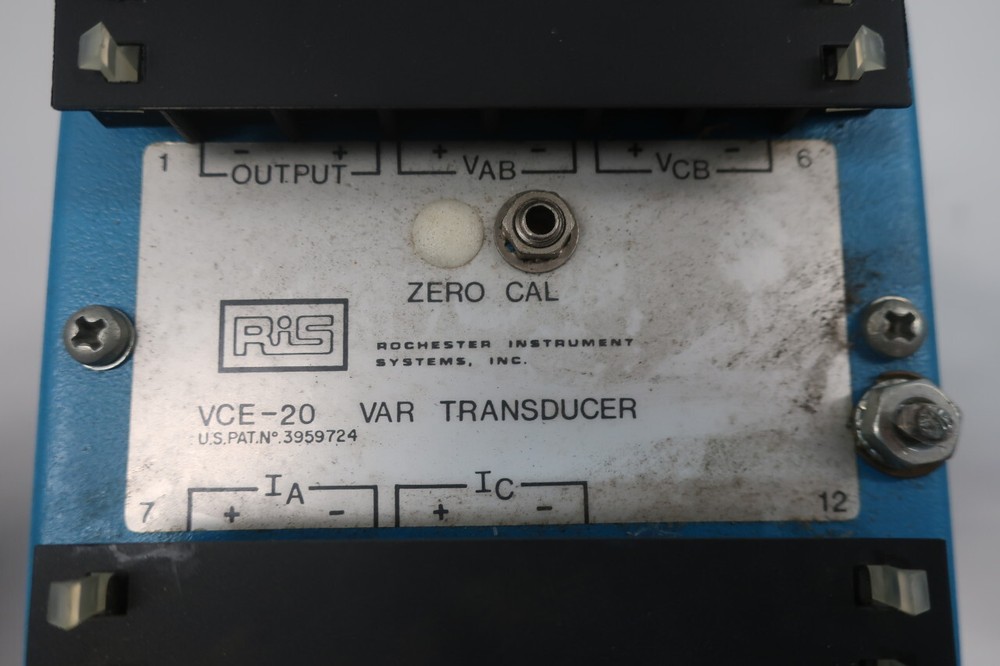 1 - + + - + - 6
OUTPUT VAB VCB
ZERO CAL
RiS
ROCHESTER INSTRUMENT
SYSTEMS, INC.
VCE-20 VAR TRANSDUCER
U.S.PAT.Nº.3959724
IA IC
7 + - + - 12